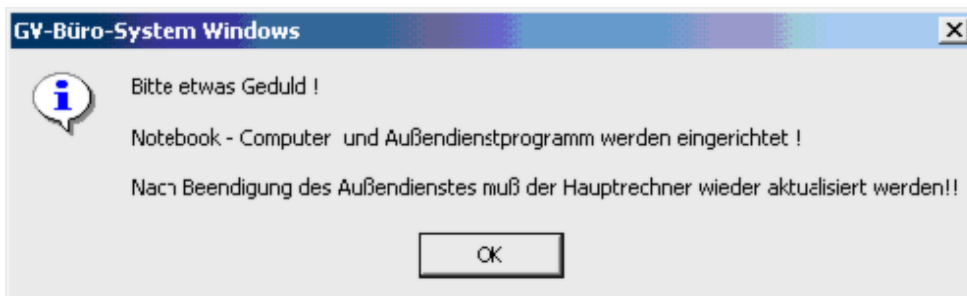 GV-Büro-System Windows
Bitte etwas Geduld !
Notebook - Computer und Außendienstprogramm werden eingerichtet !
Nach Beendigung des Außendienstes muß der Hauptrechner wieder aktualisiert werden!!
OK